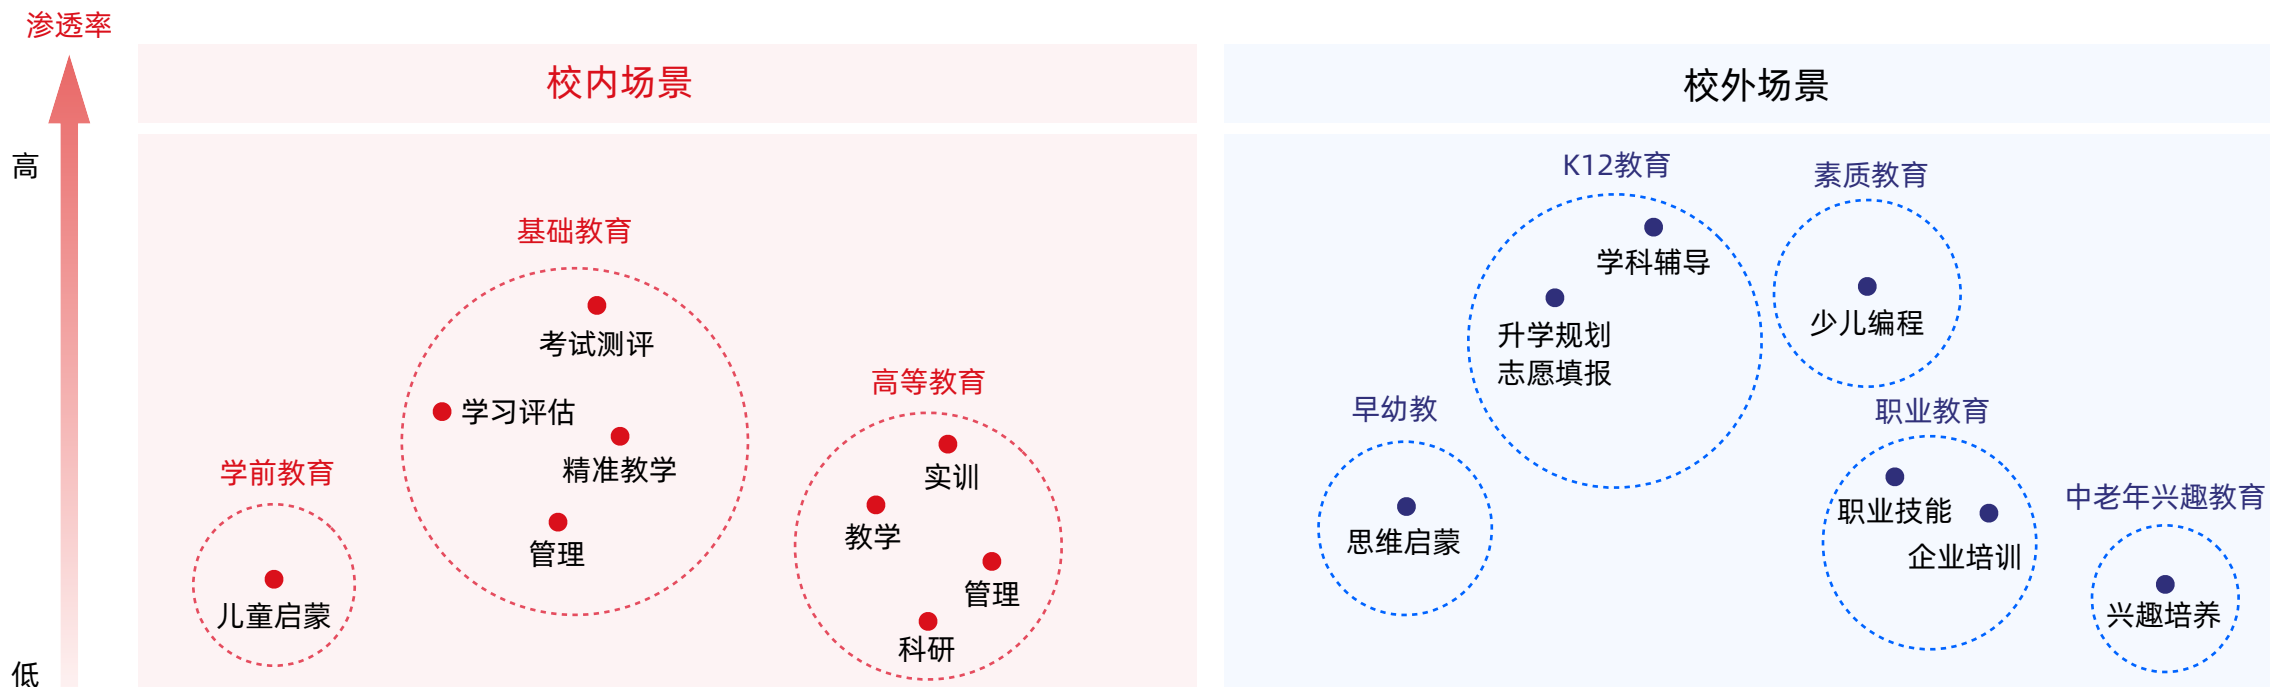 渗透率
高
低
校内场景
基础教育
考试测评
学习评估
精准教学
管理
学前教育
儿童启蒙
高等教育
实训
教学
管理
科研
校外场景
K12教育
学科辅导
升学规划
志愿填报
素质教育
少儿编程
早幼教
思维启蒙
职业教育
职业技能
企业培训
中老年兴趣教育
兴趣培养